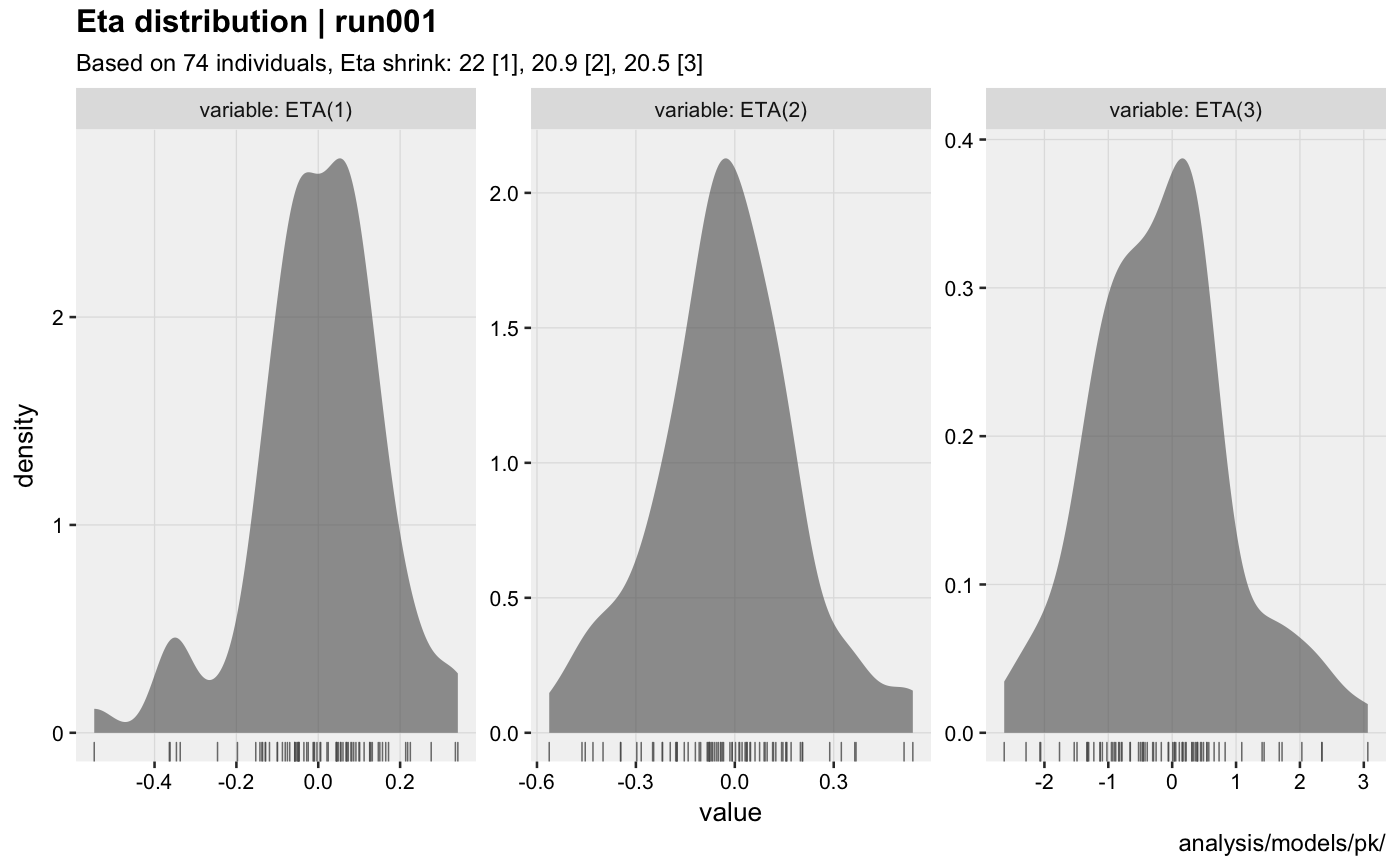 Eta distribution | run001
Based on 74 individuals, Eta shrink: 22 [1], 20.9 [2], 20.5 [3]
variable: ETA(1)
variable: ETA(2)
variable: ETA(3)
density
2
1
0
2.0
1.5
1.0
0.5
0.0
0.4
0.3
0.2
0.1
0.0
-0.4 -0.2 0.0 0.2
-0.6 -0.3 0.0 0.3
-2 -1 0 1 2 3
value
analysis/models/pk/